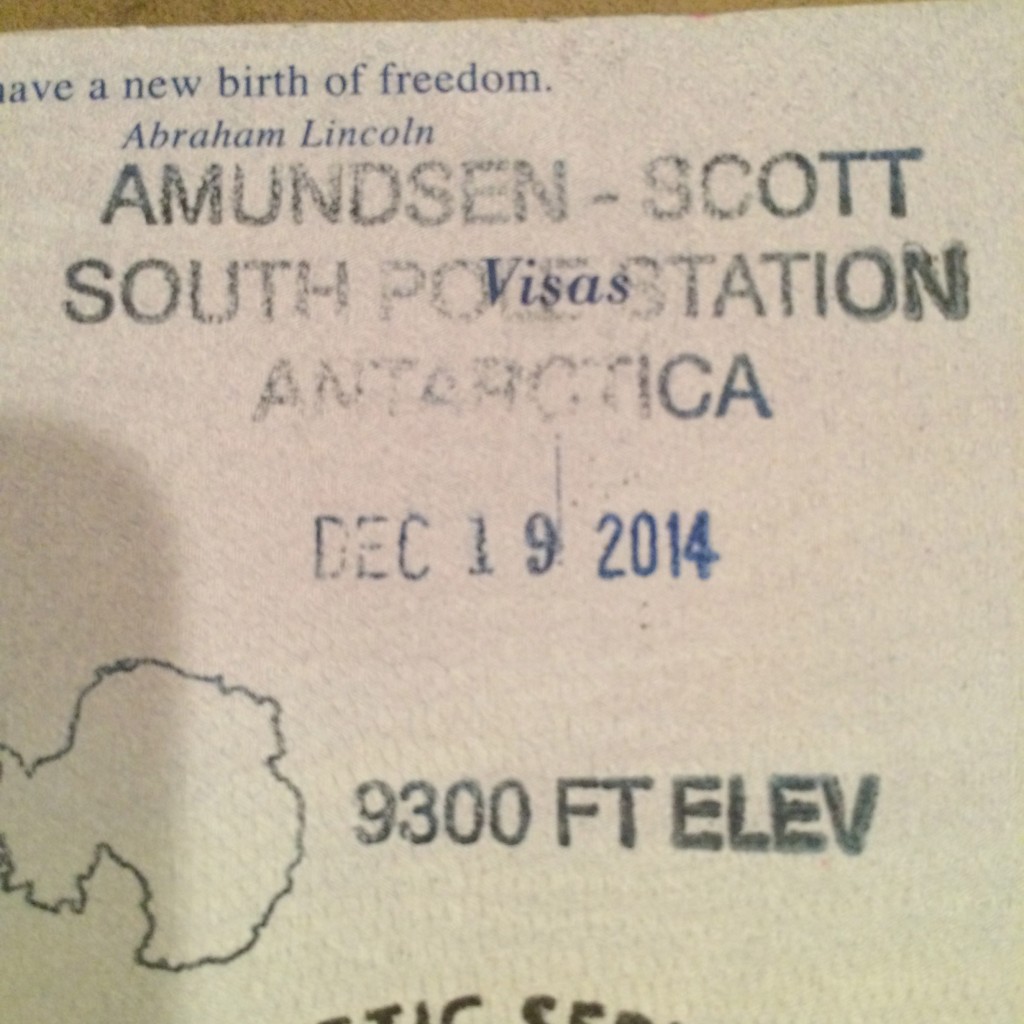 have a new birth of freedom.
Abraham Lincoln
AMUNDSEN - SCOTT
SOUTH POLE STATION
Visas
ANTARCTICA
DEC 19 2014
9300 FT ELEV